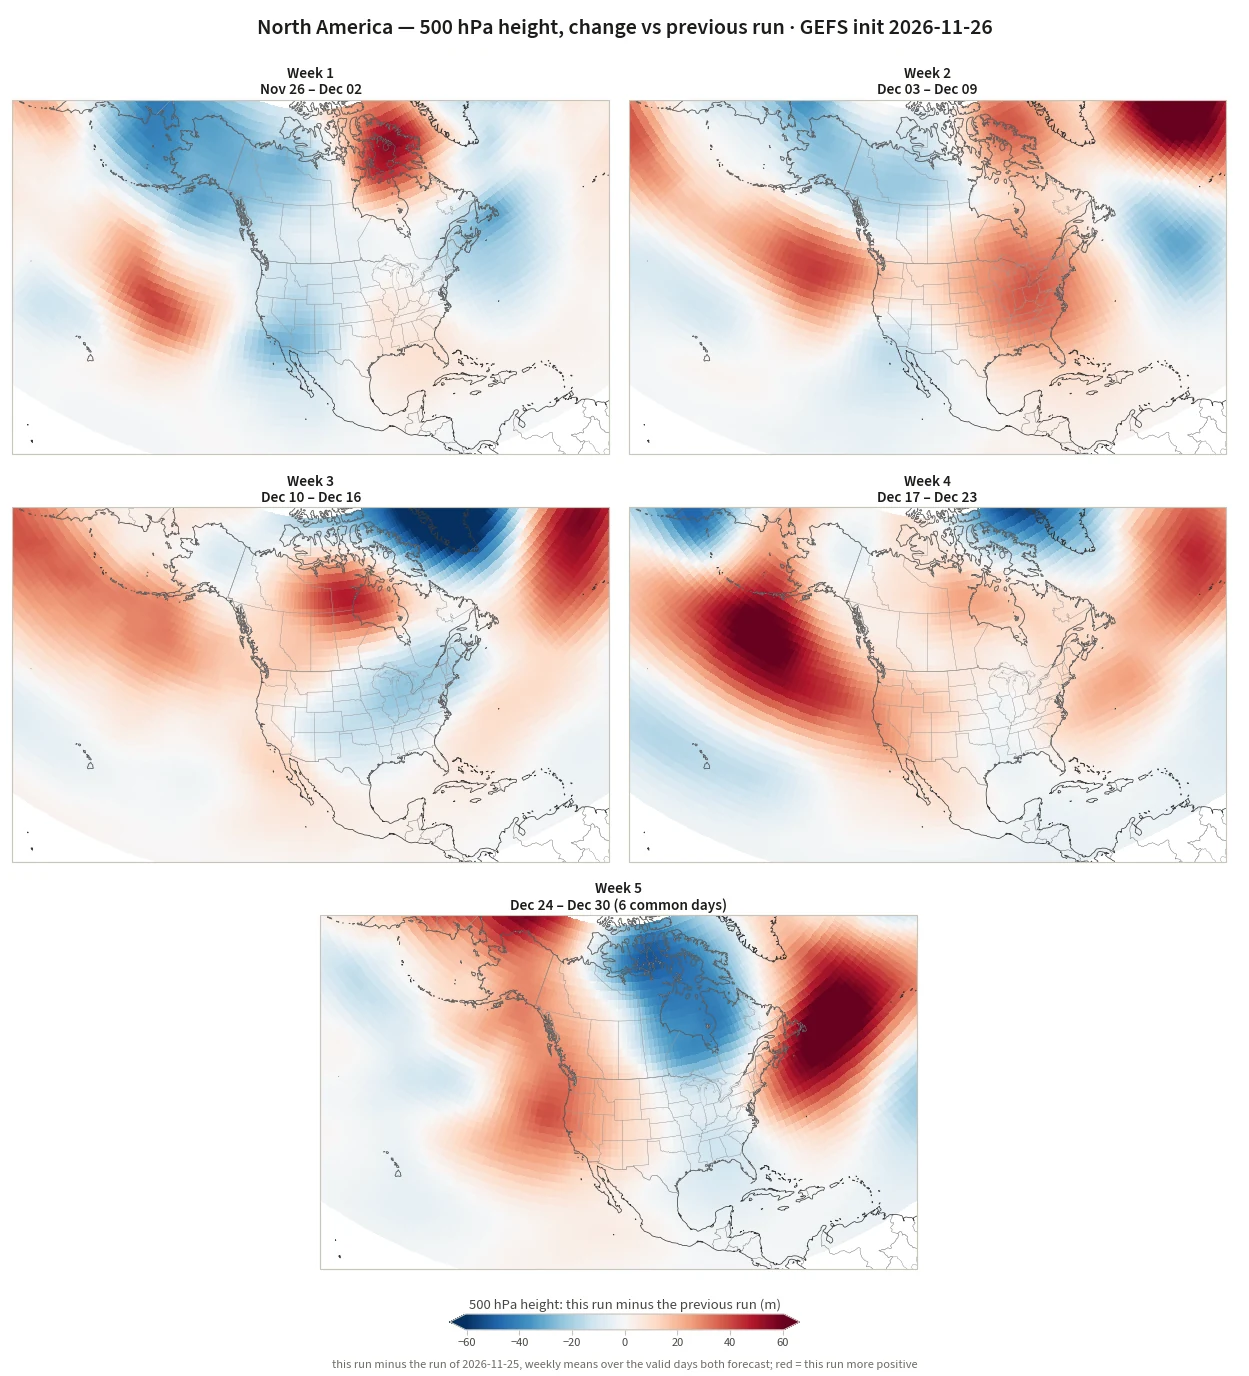 North America — 500 hPa height, change vs previous run · GEFS init 2026-11-26
Week 1
Nov 26 – Dec 02
Week 2
Dec 03 – Dec 09
Week 3
Dec 10 – Dec 16
Week 4
Dec 17 – Dec 23
Week 5
Dec 24 – Dec 30 (6 common days)
500 hPa height: this run minus the previous run (m)
−60 −40 −20 0 20 40 60
this run minus the run of 2026-11-25, weekly means over the valid days both forecast; red = this run more positive